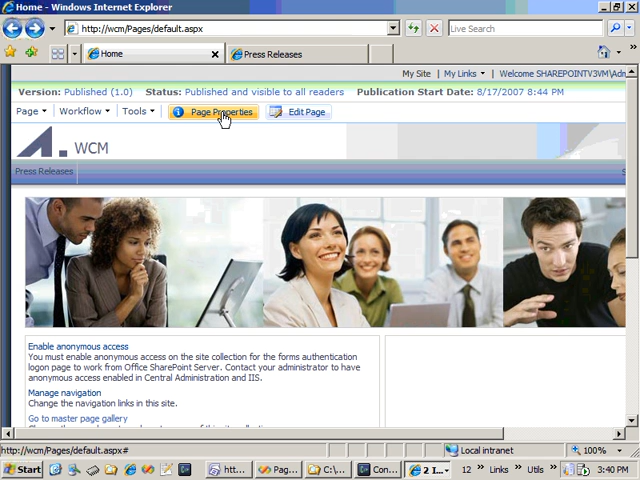 Home - Windows Internet Explorer
http://wcm/Pages/default.aspx
Live Search
Home
Press Releases
My Site | My Links | Welcome SHAREPOINTV3VM\Adm
Version: Published (1.0) Status: Published and visible to all readers Publication Start Date: 8/17/2007 8:44 PM
Page Workflow Tools Page Properties Edit Page
WCM
Press Releases
Enable anonymous access
You must enable anonymous access on the site collection for the forms authentication
logon page to work from Office SharePoint Server. Contact your administrator to have
anonymous access enabled in Central Administration and IIS.
Manage navigation
Change the navigation links in this site.
Go to master page gallery
http://wcm/Pages/default.aspx#
Local intranet
100%
Start
htt...
Pag...
C:\...
Con...
2 I...
12
Links
Utils
3:40 PM